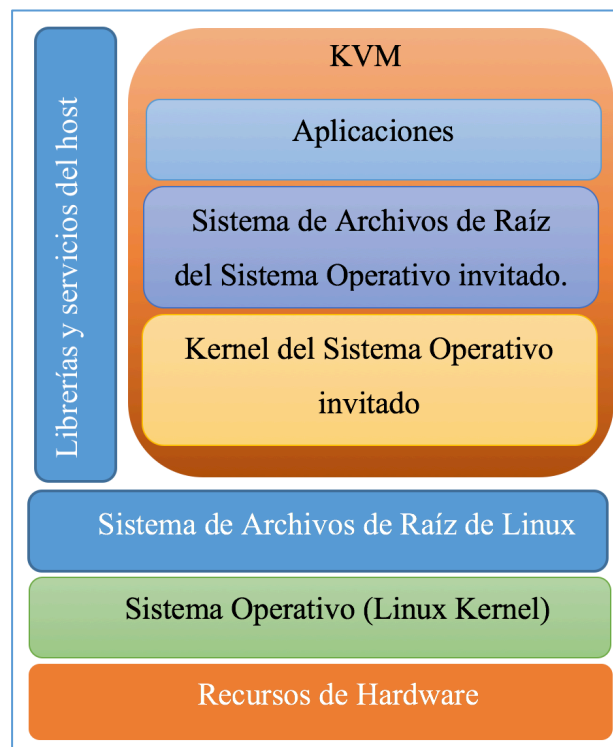 Librerías y servicios del host
KVM
Aplicaciones
Sistema de Archivos de Raíz
del Sistema Operativo invitado.
Kernel del Sistema Operativo
invitado
Sistema de Archivos de Raíz de Linux
Sistema Operativo (Linux Kernel)
Recursos de Hardware